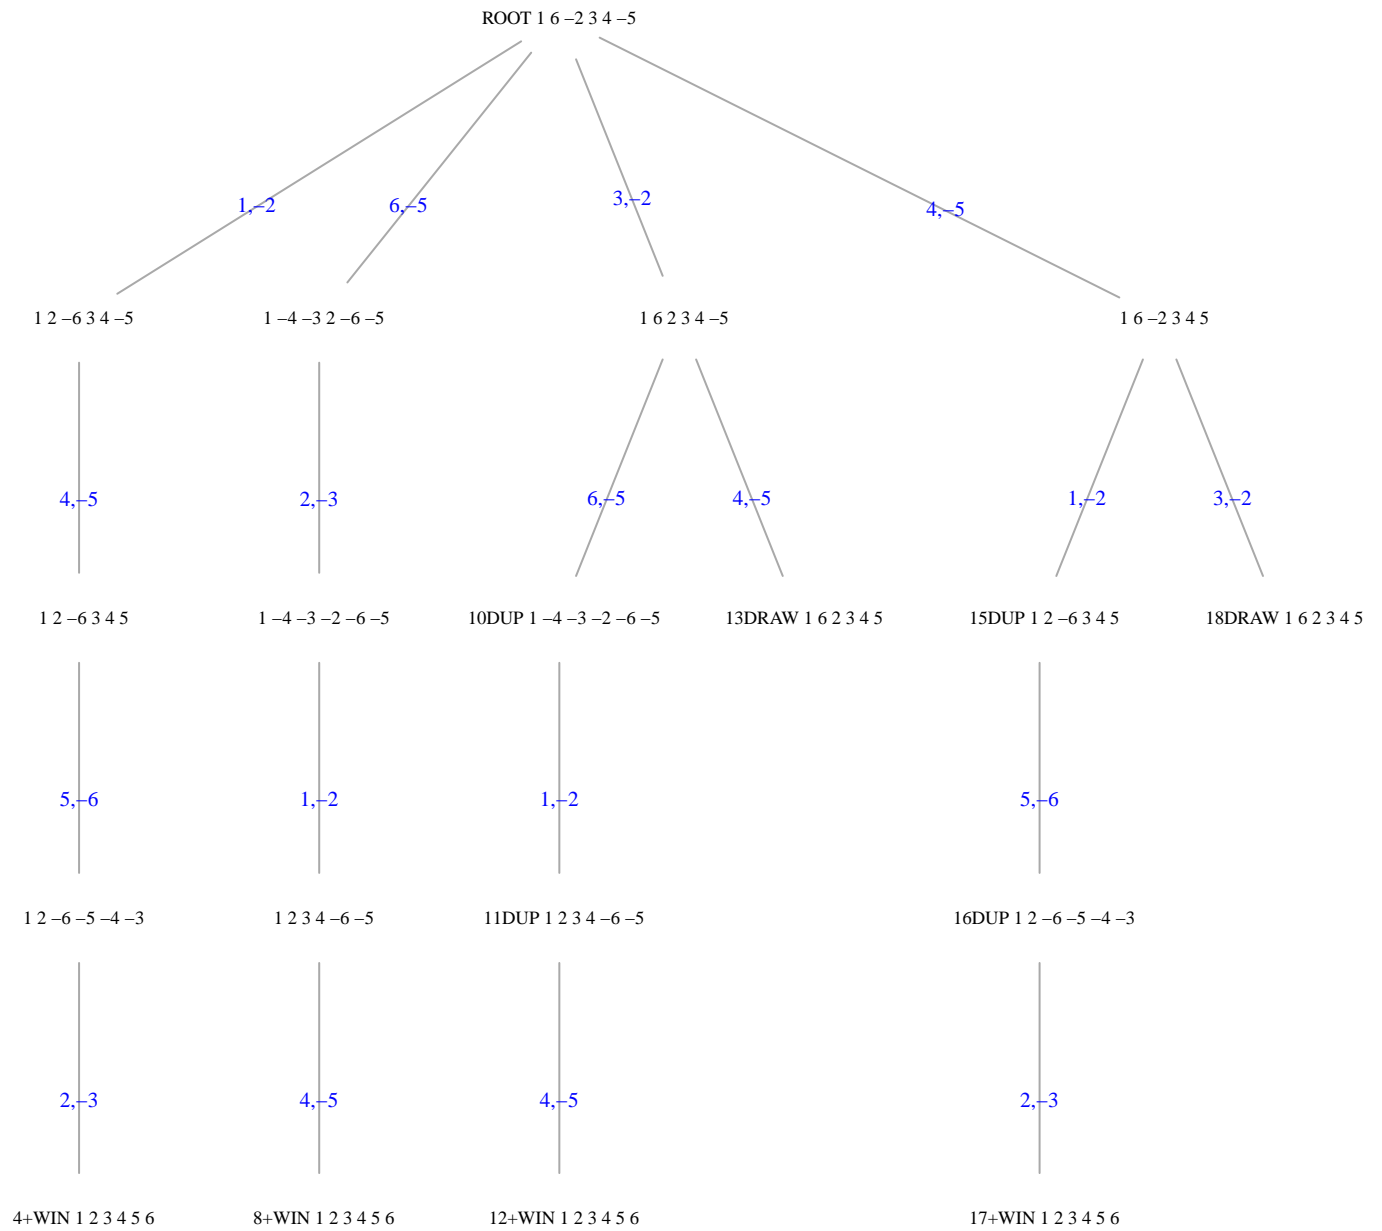 ROOT 1 6 –2 3 4 –5
1,–2
6,–5
3,–2
4,–5
1 2 –6 3 4 –5
1 –4 –3 2 –6 –5
1 6 2 3 4 –5
1 6 –2 3 4 5
4,–5
2,–3
6,–5
4,–5
1,–2
3,–2
1 2 –6 3 4 5
1 –4 –3 –2 –6 –5
10DUP 1 –4 –3 –2 –6 –5
13DRAW 1 6 2 3 4 5
15DUP 1 2 –6 3 4 5
18DRAW 1 6 2 3 4 5
5,–6
1,–2
1,–2
5,–6
1 2 –6 –5 –4 –3
1 2 3 4 –6 –5
11DUP 1 2 3 4 –6 –5
16DUP 1 2 –6 –5 –4 –3
2,–3
4,–5
4,–5
2,–3
4+WIN 1 2 3 4 5 6
8+WIN 1 2 3 4 5 6
12+WIN 1 2 3 4 5 6
17+WIN 1 2 3 4 5 6